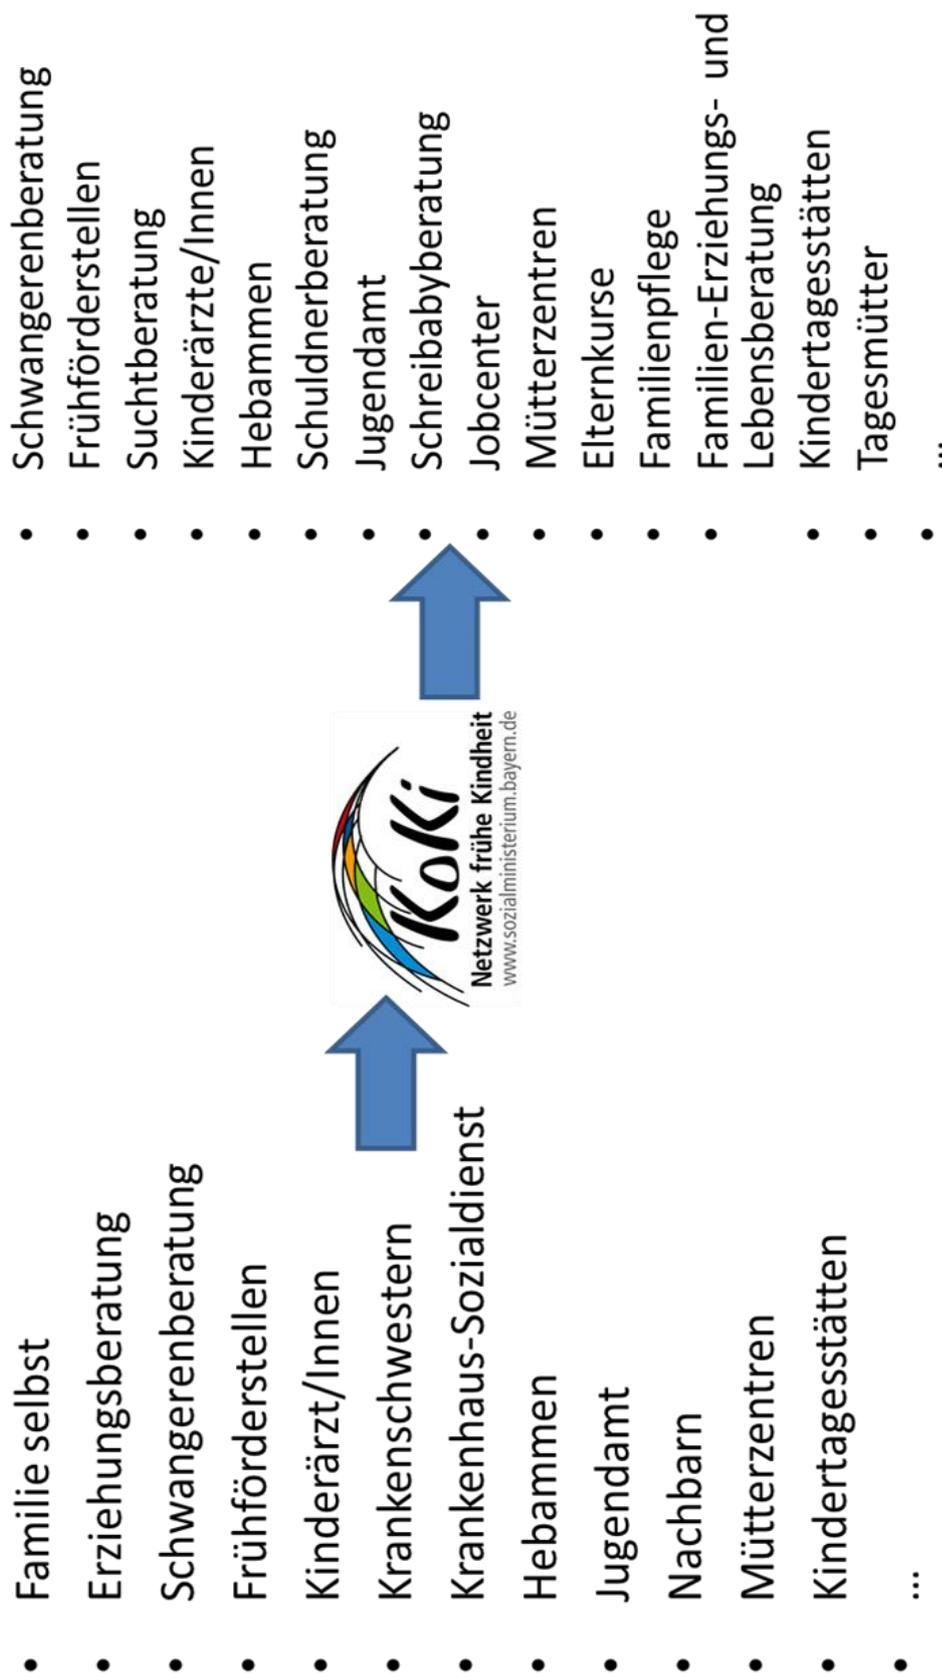 • Familie selbst
• Erziehungsberatung
• Schwangerenberatung
• Frühförderstellen
• Kinderärzt/Innen
• Krankenschwestern
• Krankenhaus-Sozialdienst
• Hebammen
• Jugendamt
• Nachbarn
• Mütterzentren
• Kindertagesstätten
• ...
KoKi
Netzwerk frühe Kindheit
www.sozialministerium.bayern.de
• Schwangerenberatung
• Frühförderstellen
• Suchtberatung
• Kinderärzte/Innen
• Hebammen
• Schuldnerberatung
• Jugendamt
• Schreibabyberatung
• Jobcenter
• Mütterzentren
• Elternkurse
• Familienpflege
• Familien-Erziehungs- und
Lebensberatung
• Kindertagesstätten
• Tagesmütter
• ...